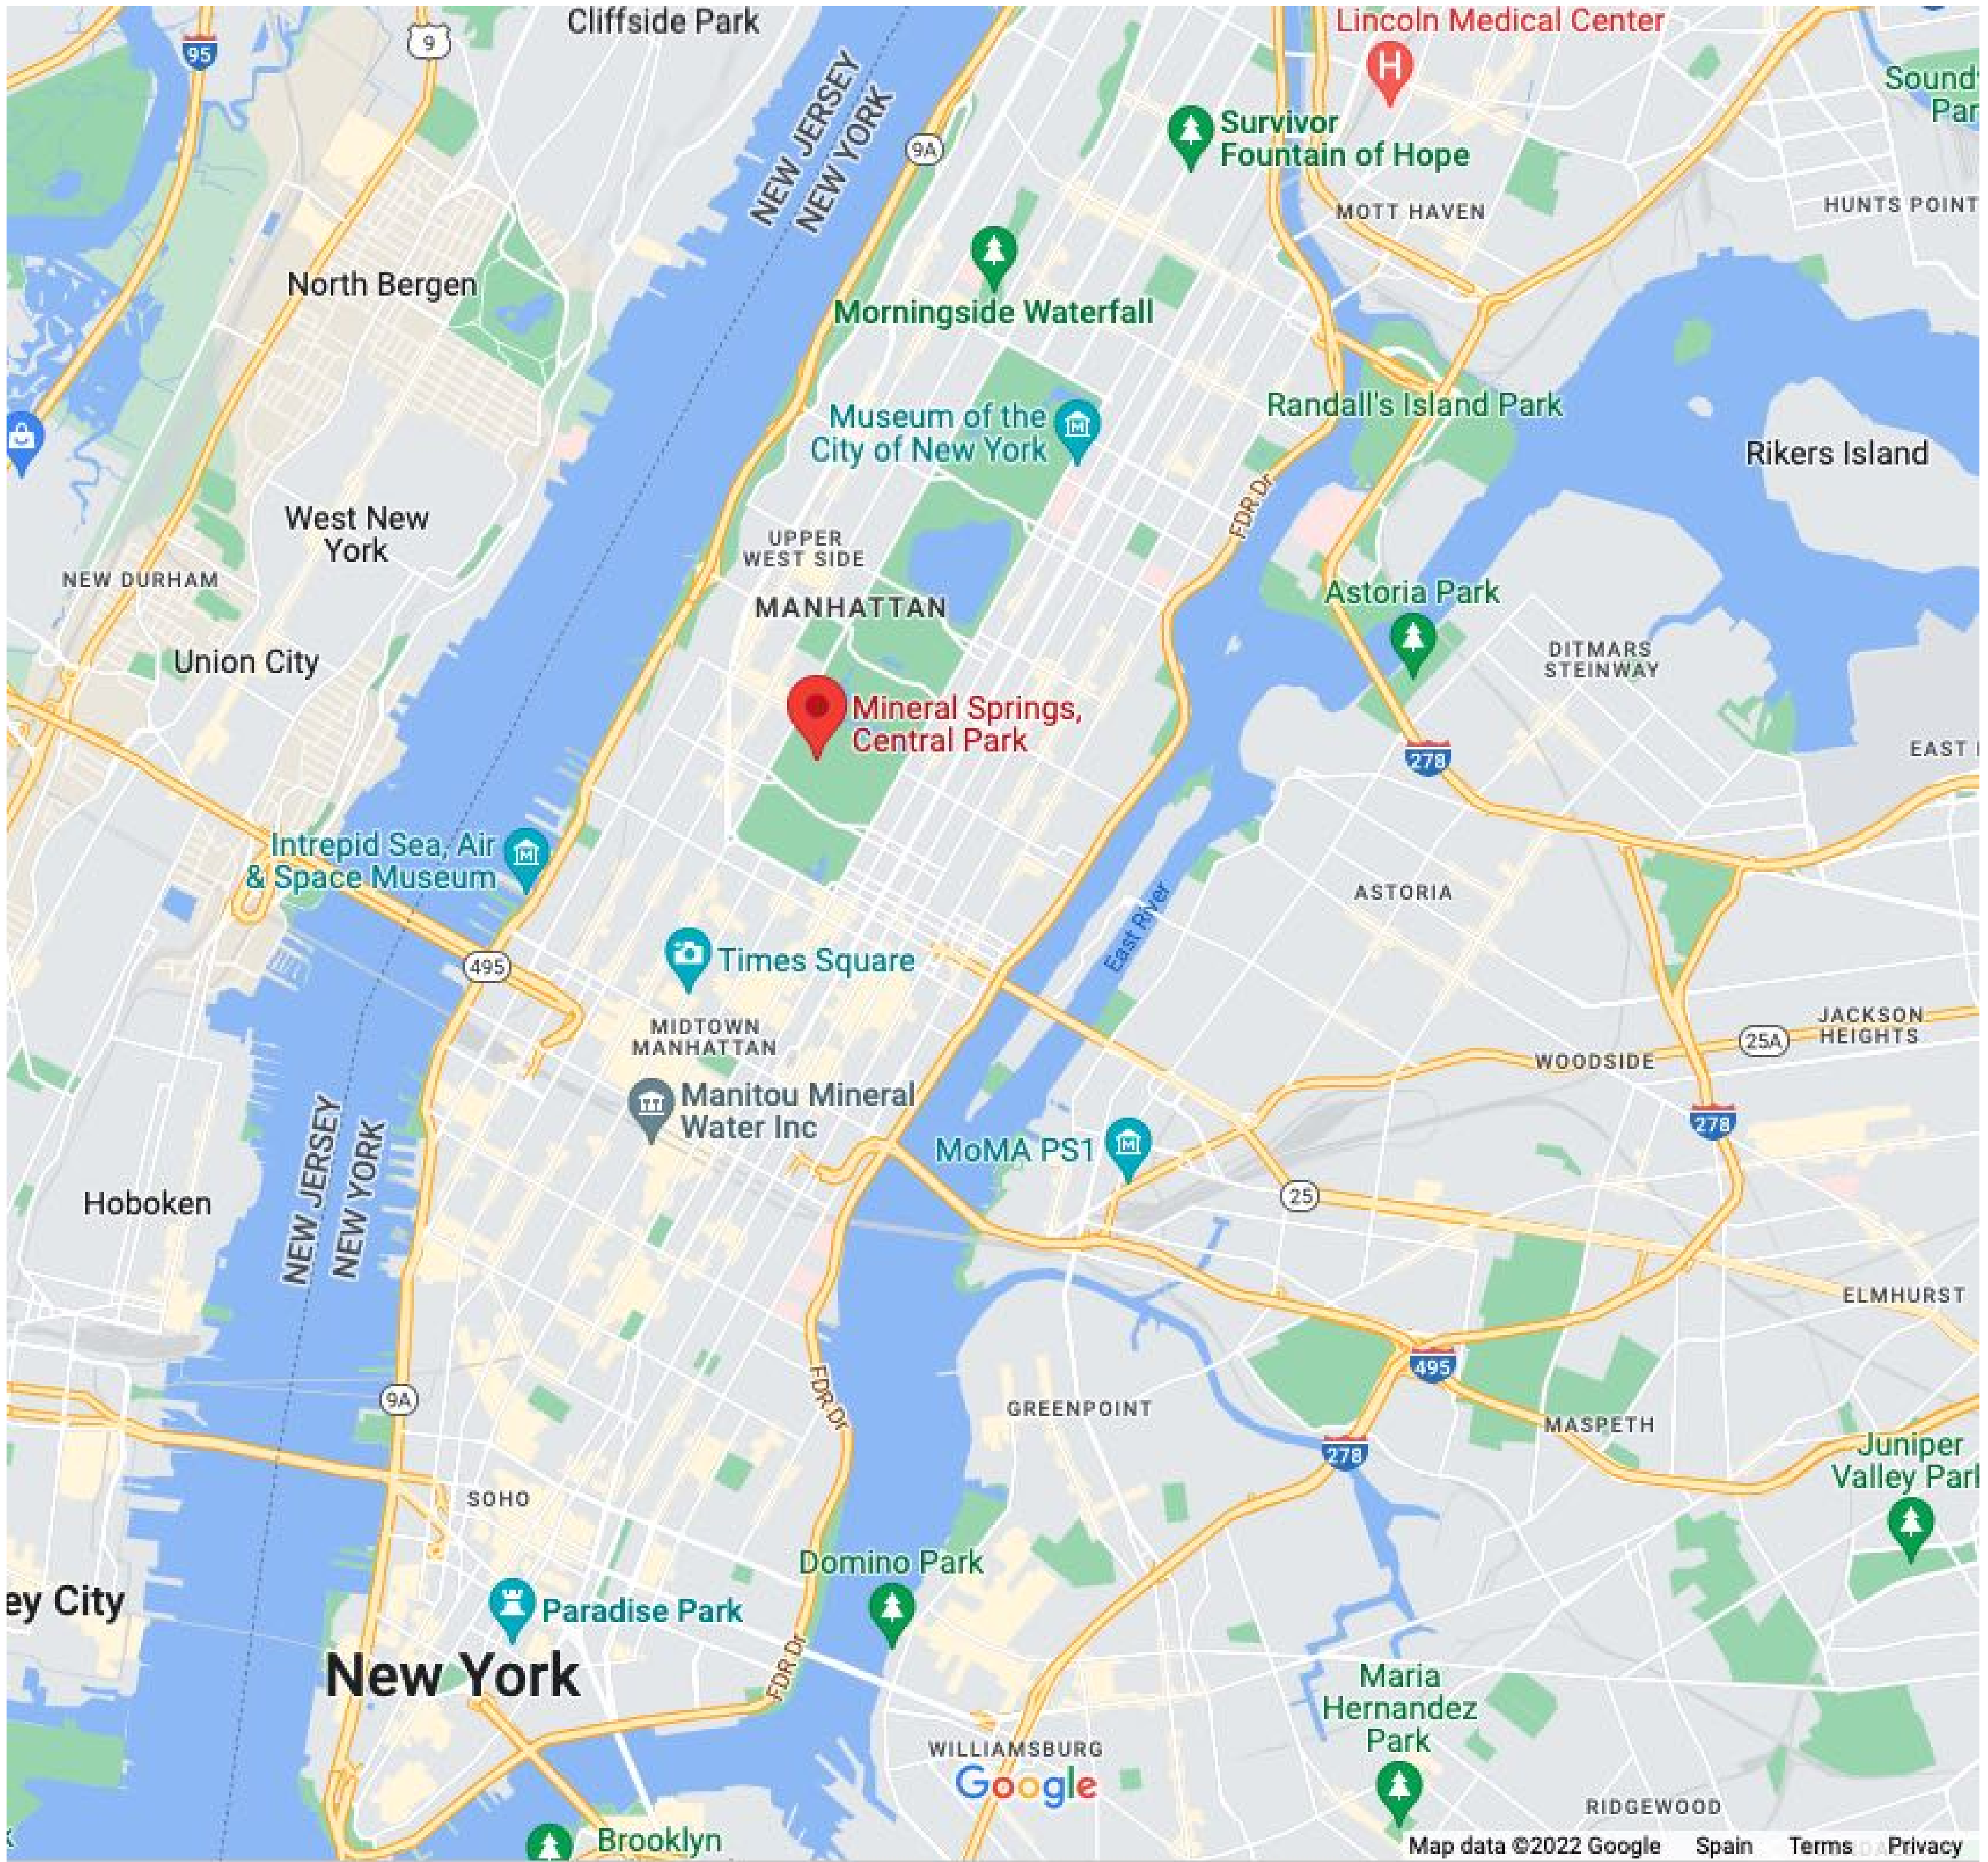 Cliffside Park
Lincoln Medical Center
H
95
9
Sound
Par
NEW JERSEY
NEW YORK
9A
Survivor
Fountain of Hope
MOTT HAVEN
HUNTS POINT
North Bergen
Morningside Waterfall
Randall's Island Park
Museum of the
City of New York
Rikers Island
FDR Dr
West New
York
UPPER
WEST SIDE
NEW DURHAM
MANHATTAN
Astoria Park
Union City
DITMARS
STEINWAY
Mineral Springs,
Central Park
278
EAST
Intrepid Sea, Air
& Space Museum
ASTORIA
East River
495
Times Square
MIDTOWN
MANHATTAN
JACKSON
HEIGHTS
25A
WOODSIDE
Manitou Mineral
Water Inc
278
MoMA PS1
NEW JERSEY
NEW YORK
Hoboken
25
ELMHURST
495
FDR Dr
9A
GREENPOINT
MASPETH
278
Juniper
Valley Parl
SOHO
Domino Park
ey City
Paradise Park
New York
FDR Dr
Maria
Hernandez
Park
WILLIAMSBURG
Google
RIDGEWOOD
Brooklyn
Map data ©2022 Google Spain Terms Privacy